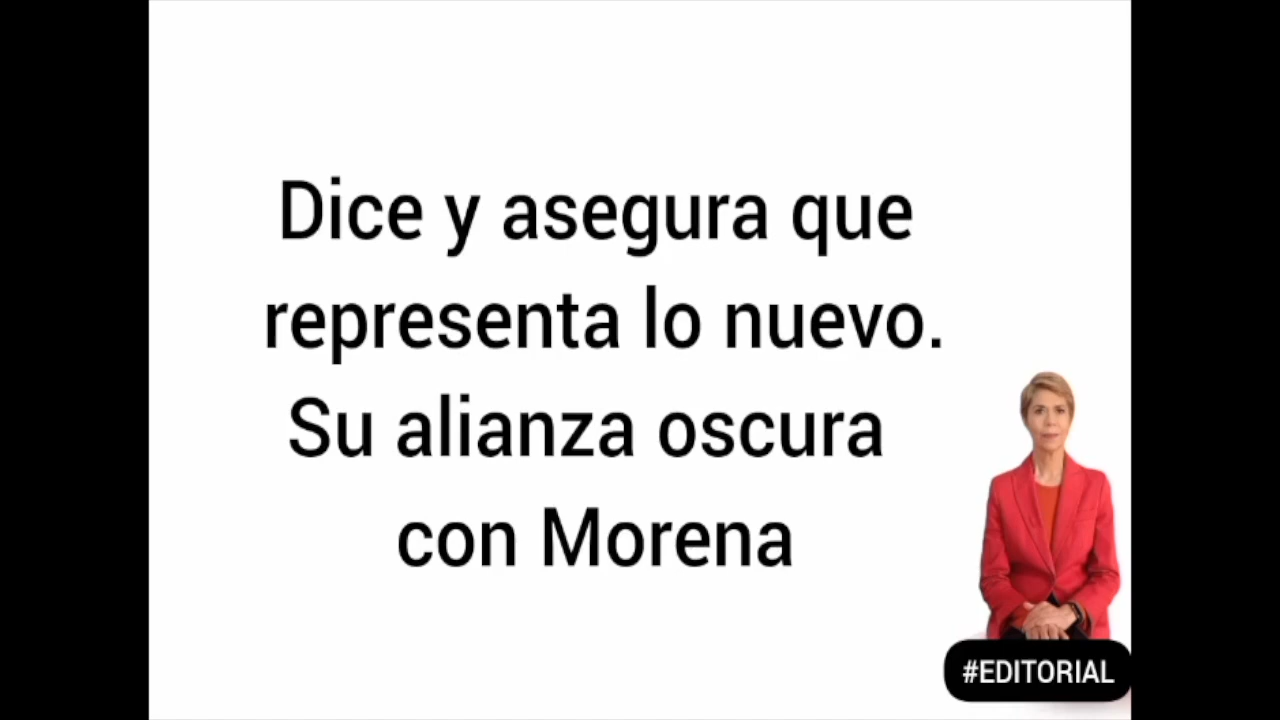 Dice y asegura que
representa lo nuevo.
Su alianza oscura
con Morena
#EDITORIAL